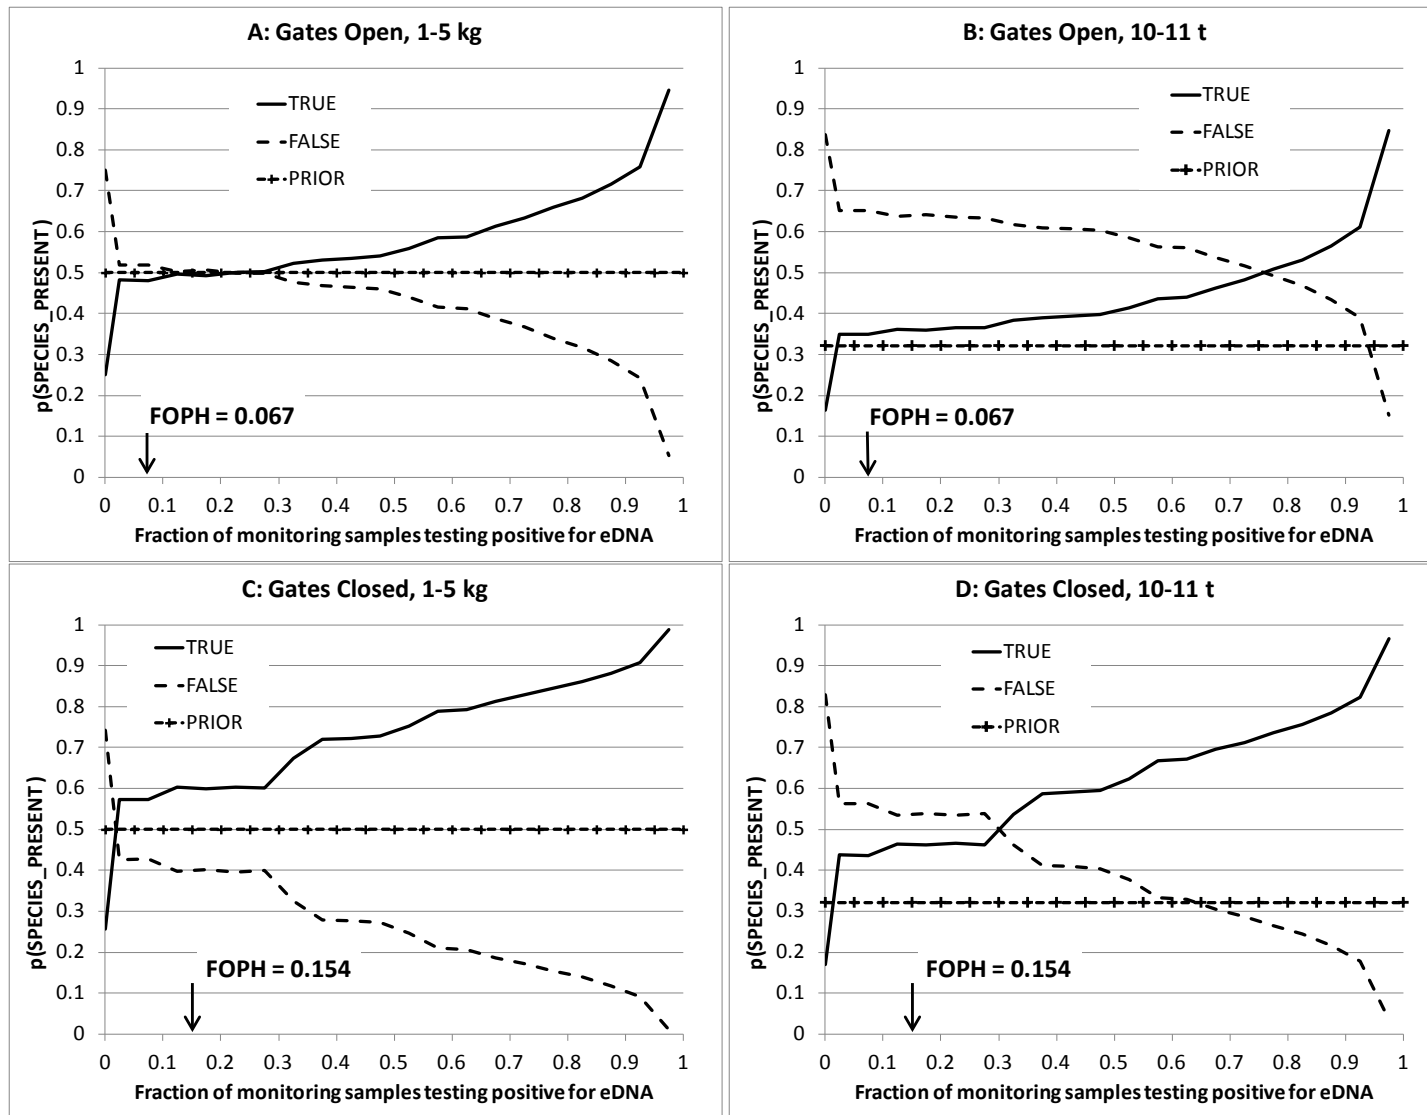 A: Gates Open, 1-5 kg
p(SPECIES_PRESENT)
1
0.9
0.8
0.7
0.6
0.5
0.4
0.3
0.2
0.1
0
TRUE
FALSE
PRIOR
FOPH = 0.067
0 0.1 0.2 0.3 0.4 0.5 0.6 0.7 0.8 0.9 1
Fraction of monitoring samples testing positive for eDNA
B: Gates Open, 10-11 t
p(SPECIES_PRESENT)
1
0.9
0.8
0.7
0.6
0.5
0.4
0.3
0.2
0.1
0
TRUE
FALSE
PRIOR
FOPH = 0.067
0 0.1 0.2 0.3 0.4 0.5 0.6 0.7 0.8 0.9 1
Fraction of monitoring samples testing positive for eDNA
C: Gates Closed, 1-5 kg
p(SPECIES_PRESENT)
1
0.9
0.8
0.7
0.6
0.5
0.4
0.3
0.2
0.1
0
TRUE
FALSE
PRIOR
FOPH = 0.154
0 0.1 0.2 0.3 0.4 0.5 0.6 0.7 0.8 0.9 1
Fraction of monitoring samples testing positive for eDNA
D: Gates Closed, 10-11 t
p(SPECIES_PRESENT)
1
0.9
0.8
0.7
0.6
0.5
0.4
0.3
0.2
0.1
0
TRUE
FALSE
PRIOR
FOPH = 0.154
0 0.1 0.2 0.3 0.4 0.5 0.6 0.7 0.8 0.9 1
Fraction of monitoring samples testing positive for eDNA